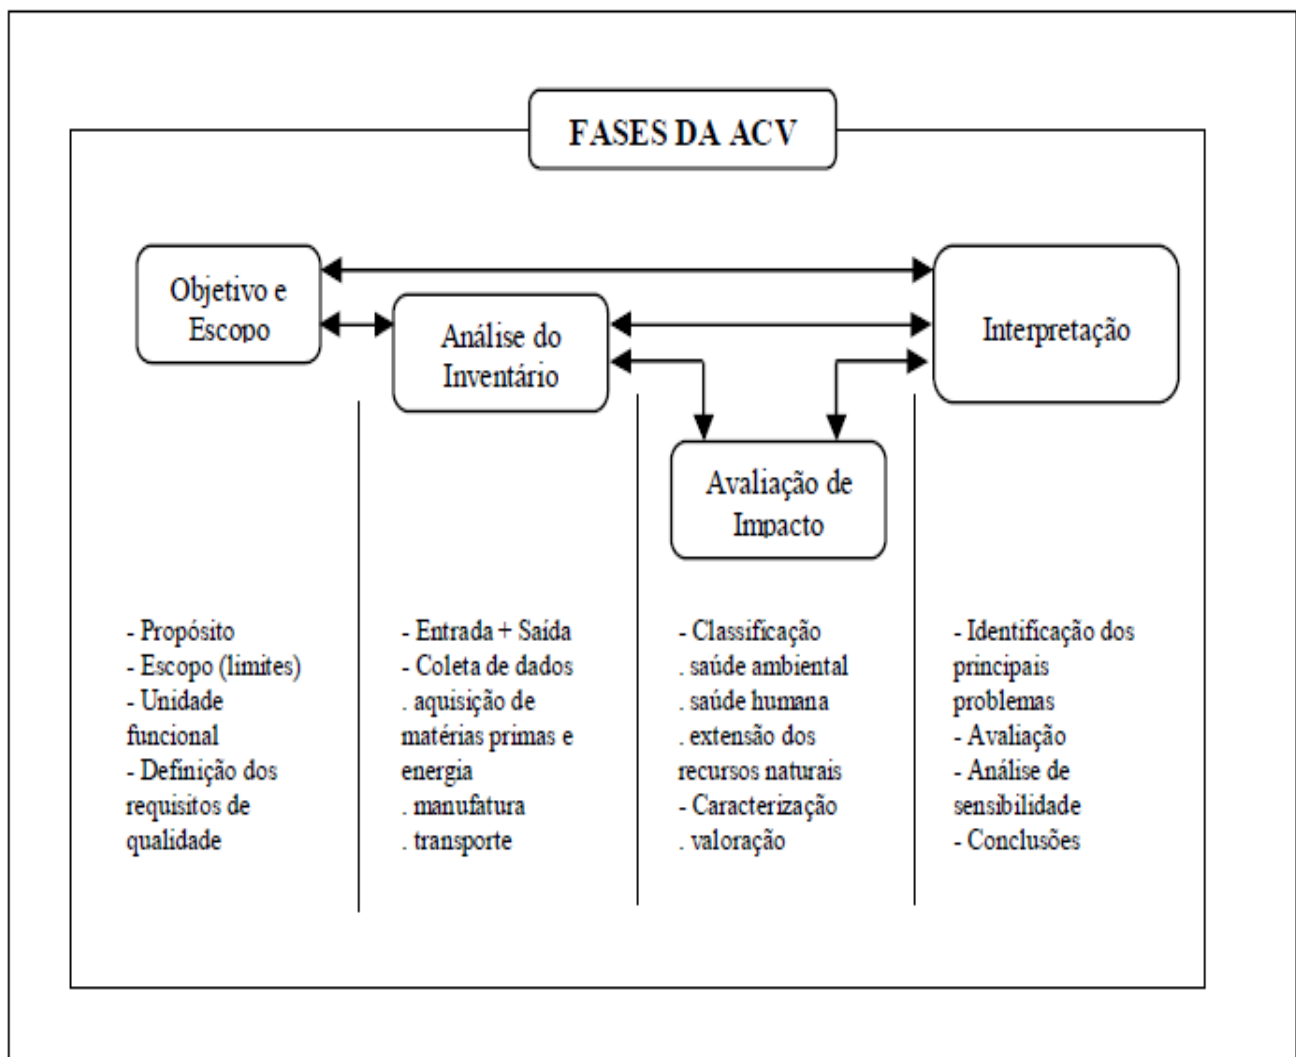 FASES DA ACV
Objetivo e
Escopo
Análise do
Inventário
Interpretação
Avaliação de
Impacto
- Propósito
- Escopo (limites)
- Unidade
funcional
- Definição dos
requisitos de
qualidade
- Entrada + Saída
- Coleta de dados
. aquisição de
matérias primas e
energia
. manufatura
. transporte
- Classificação
. saúde ambiental
. saúde humana
. extensão dos
recursos naturais
- Caracterização
. valoração
- Identificação dos
principais
problemas
- Avaliação
- Análise de
sensibilidade
- Conclusões